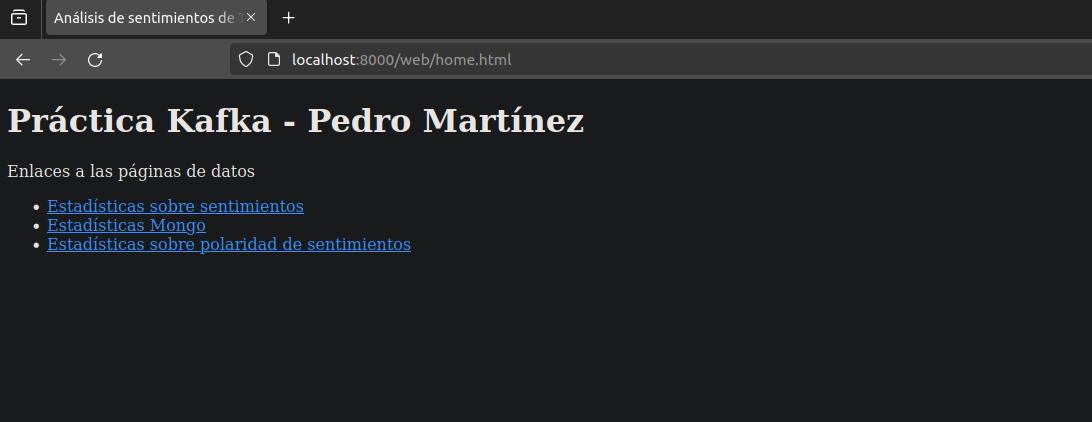 Análisis de sentimientos de
localhost:8000/web/home.html
Práctica Kafka - Pedro Martínez
Enlaces a las páginas de datos
Estadísticas sobre sentimientos
Estadísticas Mongo
Estadísticas sobre polaridad de sentimientos